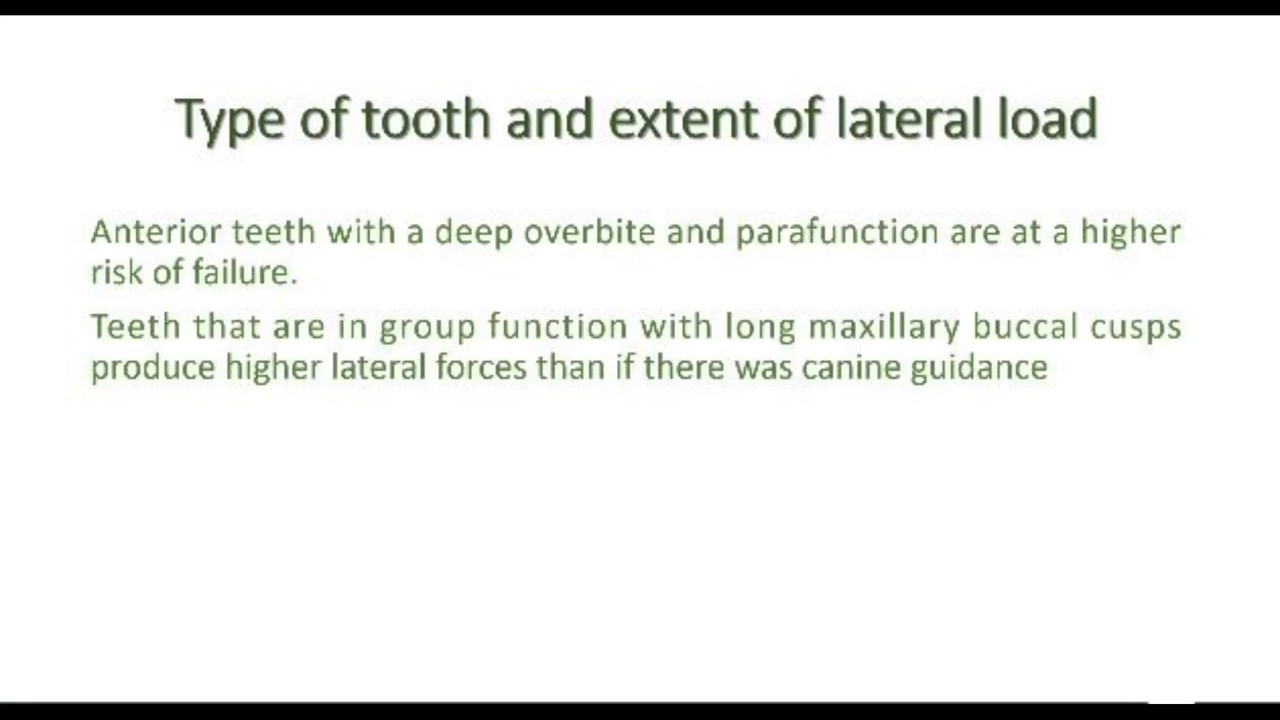 Type of tooth and extent of lateral load
Anterior teeth with a deep overbite and parafunction are at a higher
risk of failure.
Teeth that are in group function with long maxillary buccal cusps
produce higher lateral forces than if there was canine guidance